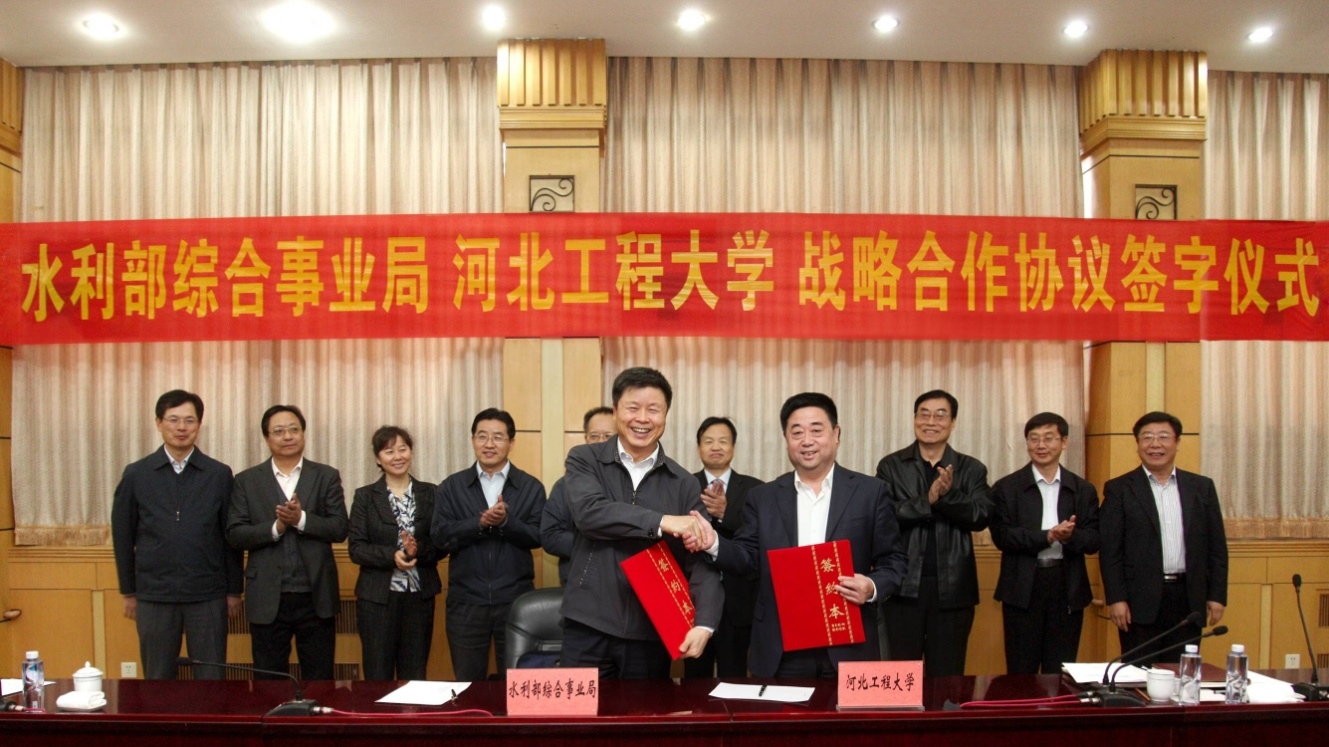 水利部综合事业局 河北工程大学 战略合作协议签字仪式
签约本
签约本
水利部综合事业局
河北工程大学